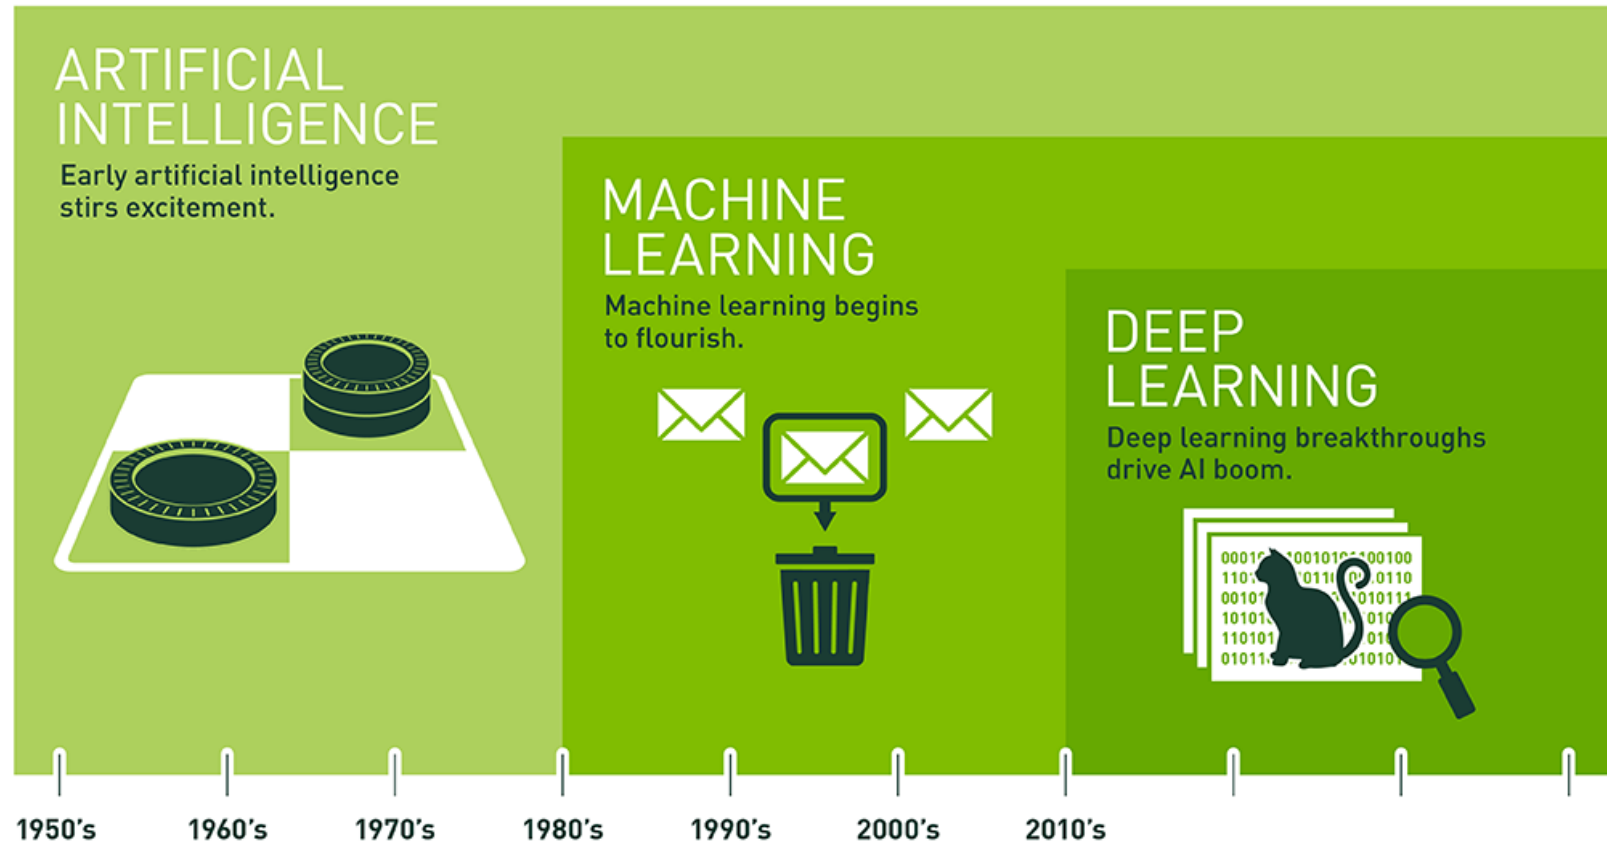 ARTIFICIAL
INTELLIGENCE
Early artificial intelligence
stirs excitement.
MACHINE
LEARNING
Machine learning begins
to flourish.
DEEP
LEARNING
Deep learning breakthroughs
drive AI boom.
1950's
1960's
1970's
1980's
1990's
2000's
2010's